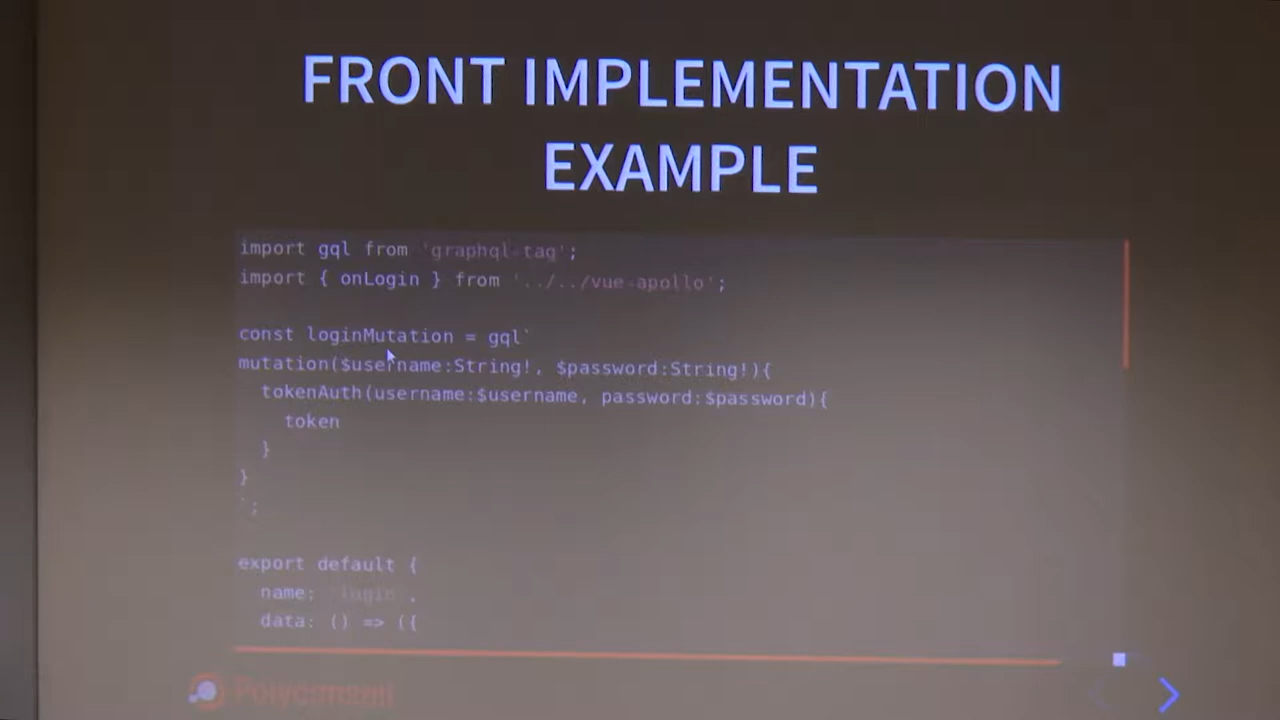 FRONT IMPLEMENTATION
EXAMPLE
import gql from 'graphql-tag';
import { onLogin } from '../../vue-apollo';
const loginMutation = gql`
mutation($username:String!, $password:String!){
  tokenAuth(username:$username, password:$password){
    token
  }
}
`;
export default {
  name: 'login',
  data: () => ({